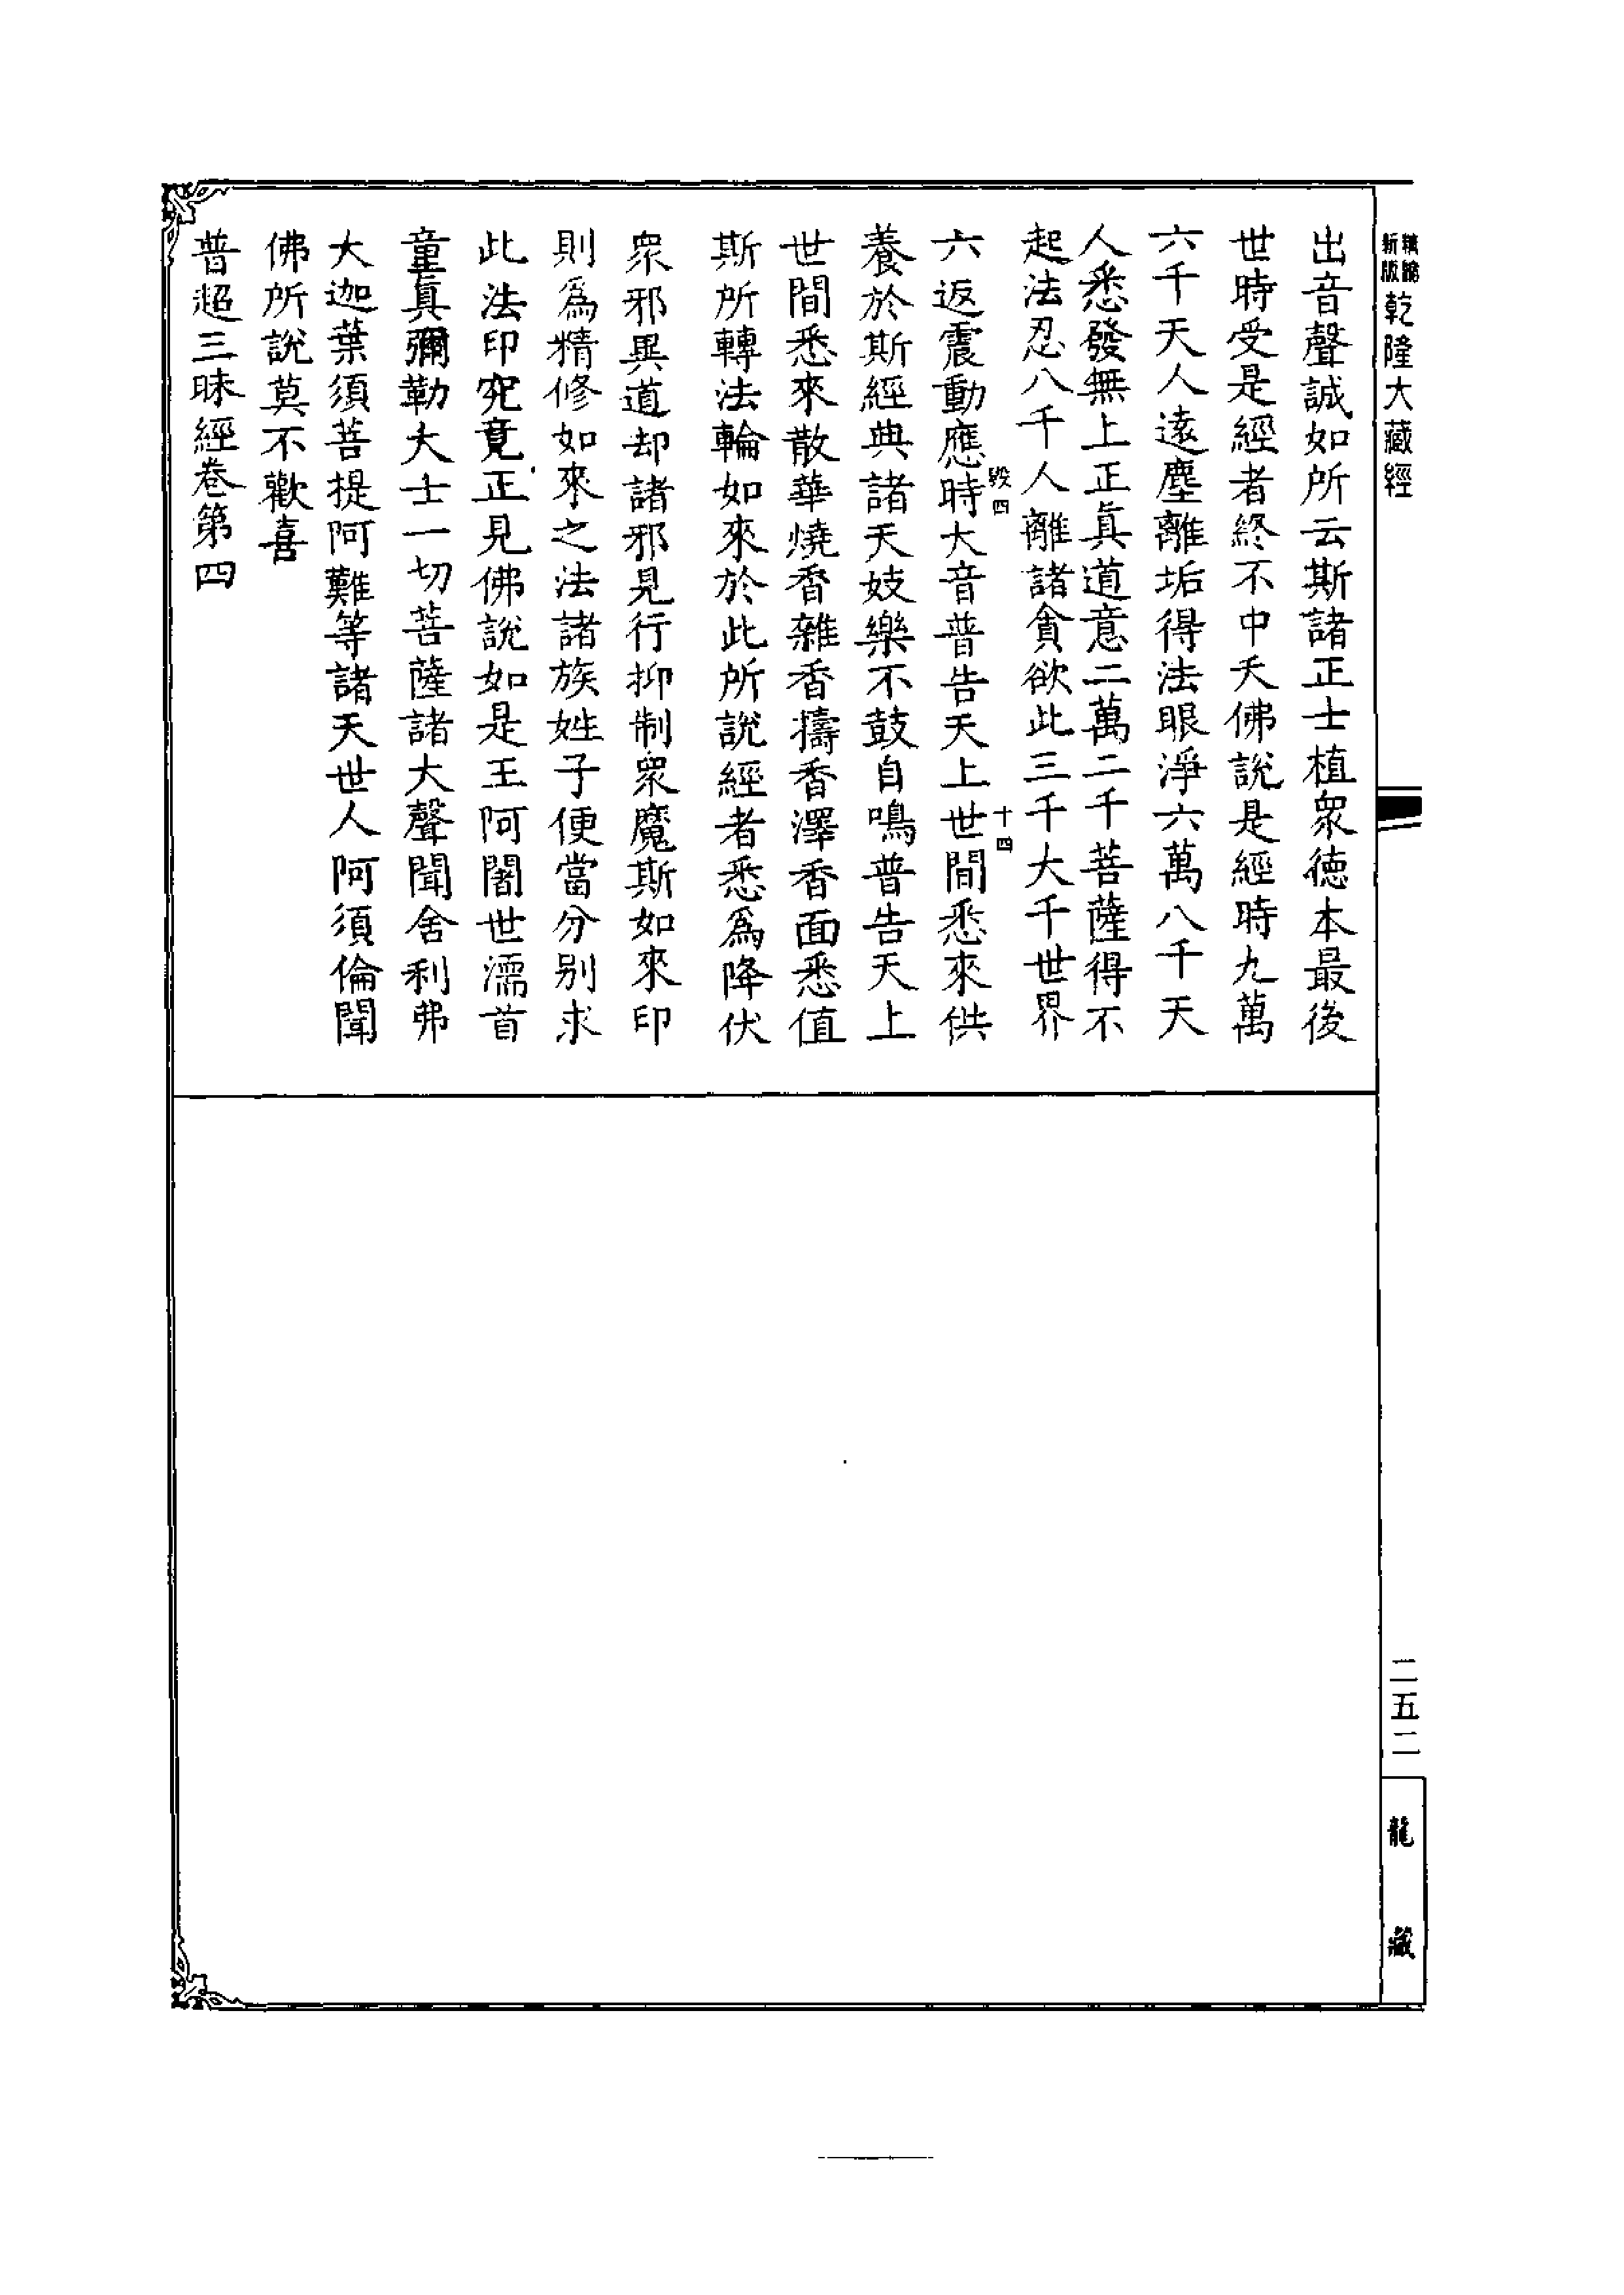 精編
新版
乾隆大藏經
出音聲誠如所云斯諸正士植衆德本最後
世時受是經者終不中夭佛說是經時九萬
六千天人遠塵離垢得法眼淨六萬八千天
人悉發無上正眞道意二萬二千菩薩得不
起法忍八千人離諸貪欲此三千大千世界
毀四
十四
六返震動應時大音普告天上世間悉來供
養於斯經典諸天妓樂不鼓自鳴普告天上
世間悉來散華燒香雜香擣香澤香面悉值
斯所轉法輪如來於此所說經者悉爲降伏
衆邪異道却諸邪見行抑制衆魔斯如來印
則爲精修如來之法諸族姓子便當分别求
此法印究竟正見佛說如是王阿闍世濡首
童眞彌勒大士一切菩薩諸大聲聞舍利弗
大迦葉須菩提阿難等諸天世人阿須倫聞
佛所說莫不歡喜
普超三昧經卷第四
二五二
龍藏